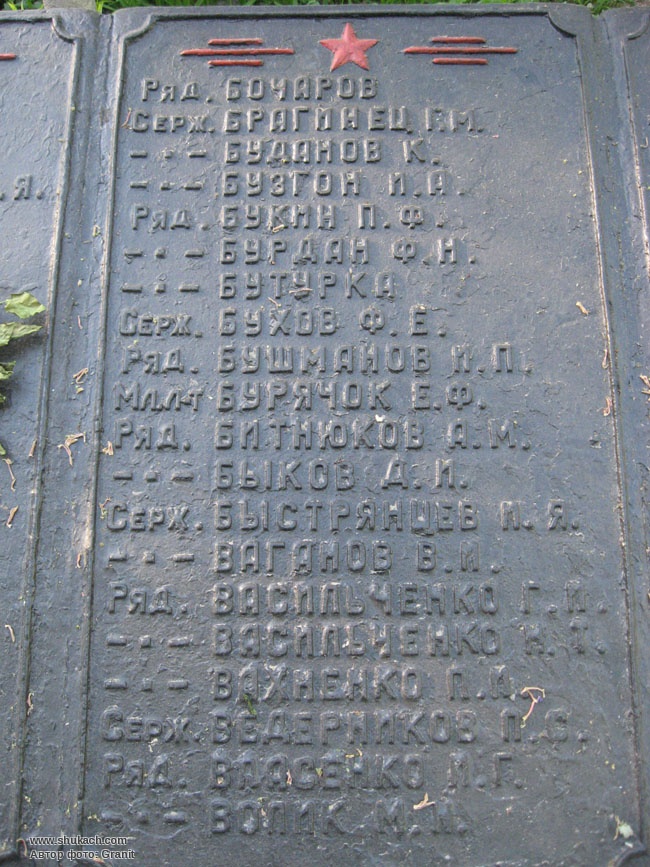 Я.
Ряд. БОЧАРОВ
Серж. БРАГИНЕЦ Г.М.
– · – БУДАНОВ К.
– · – БУЗГОН И.А.
Ряд. БУКИН П.Ф.
– · – БУРДАН Ф.Н.
– · – БУТУРКА
Серж. БУХОВ Ф.Е.
Ряд. БУШМАНОВ И.П.
Мл.л-т БУРЯЧОК Е.Ф.
Ряд. БИТНЮКОВ А.М.
– · – БЫКОВ Д.И.
Серж. БЫСТРЯНЦЕВ И.Я.
– · – ВАГАНОВ В.И.
Ряд. ВАСИЛЬЧЕНКО Г.И.
– · – ВАСИЛЬЧЕНКО Н.Т.
– · – ВАХНЕНКО П.И.
Серж. ВЕДЕРНИКОВ П.С.
Ряд. ВЛАСЕНКО И.Г.
– · – ВОЛИК М.И.
www.shukach.com
Автор фото: Granit